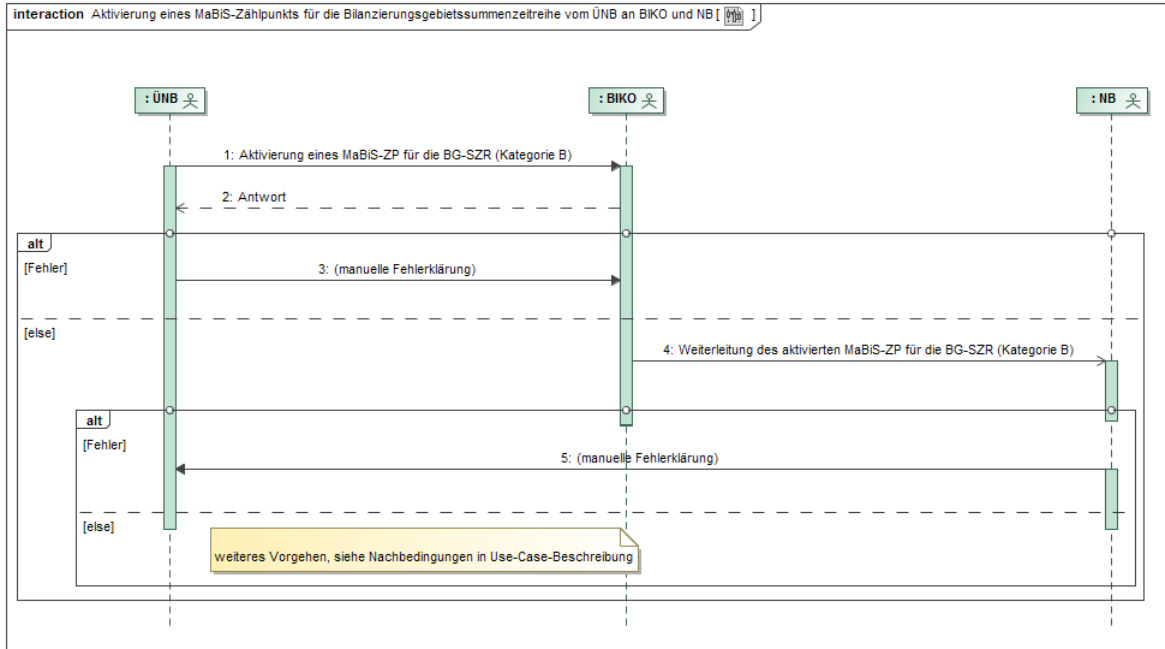 interaction Aktivierung eines MaBiS-Zählpunkts für die Bilanzierungsgebietssummenzeitreihe vom ÜNB an BIKO und NB [ ]
: ÜNB
: BIKO
: NB
1: Aktivierung eines MaBiS-ZP für die BG-SZR (Kategorie B)
2: Antwort
alt
[Fehler]
3: (manuelle Fehlerklärung)
[else]
4: Weiterleitung des aktivierten MaBiS-ZP für die BG-SZR (Kategorie B)
alt
[Fehler]
5: (manuelle Fehlerklärung)
[else]
weiteres Vorgehen, siehe Nachbedingungen in Use-Case-Beschreibung